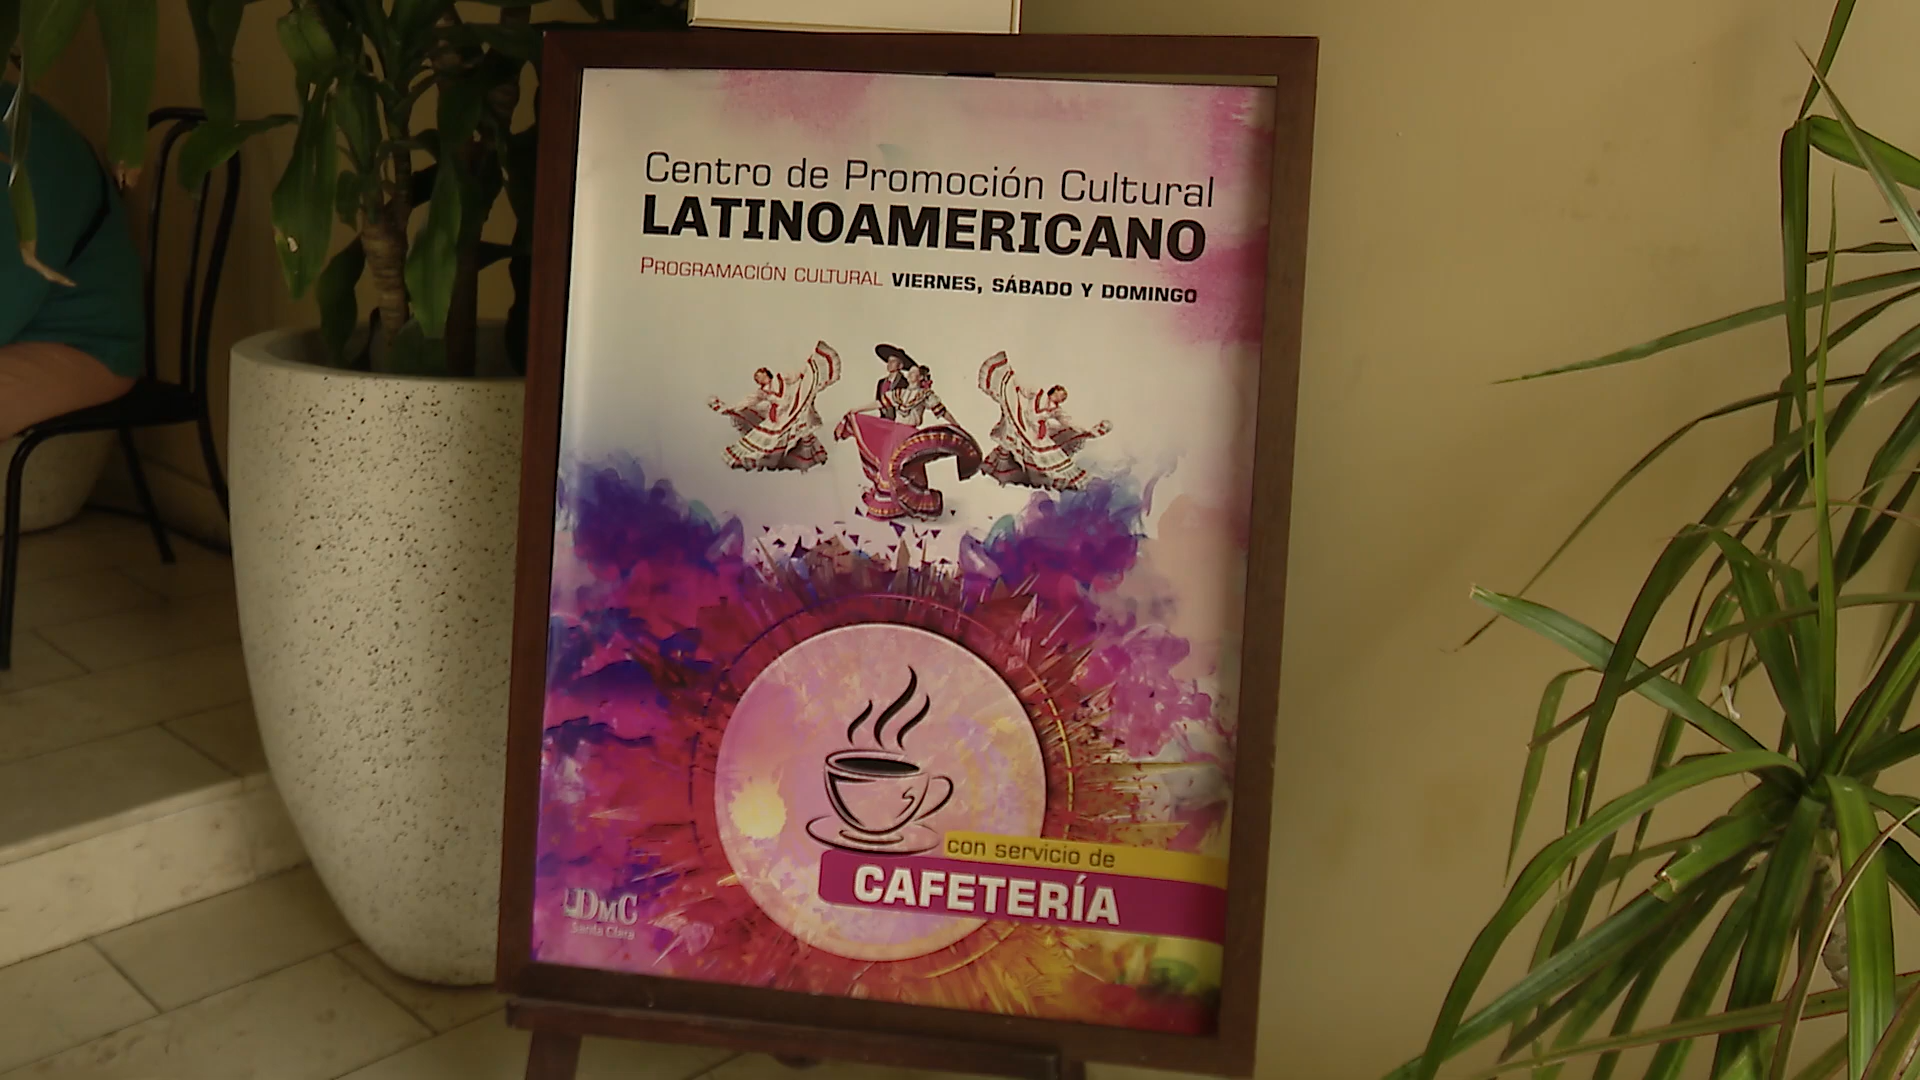 Centro de Promoción Cultural
LATINOAMERICANO
PROGRAMACIÓN CULTURAL VIERNES, SÁBADO Y DOMINGO
con servicio de
CAFETERÍA
DMC
Santa Clara